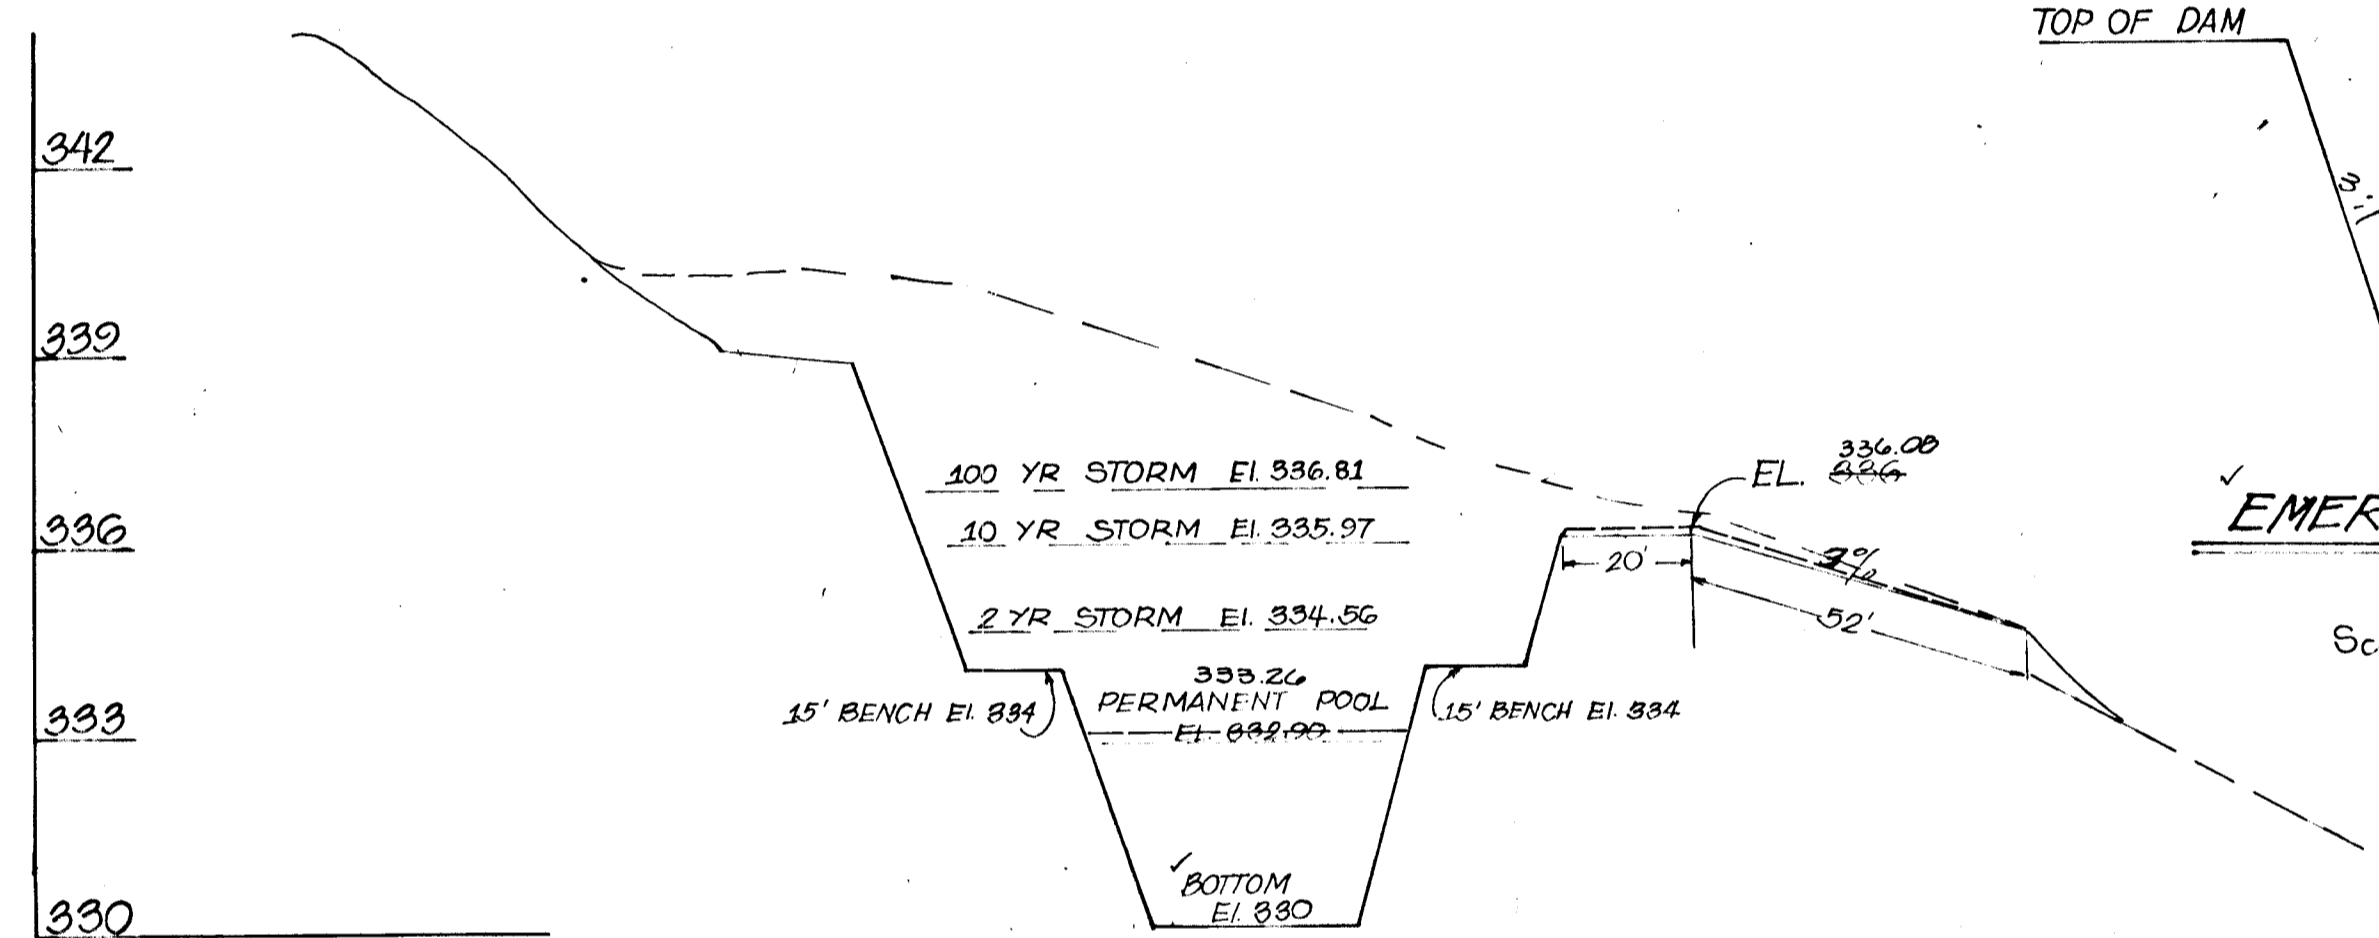 TOP OF DAM
342
3:1
339
336.08
100 YR STORM El. 336.81
EL. 336
EMER
10 YR STORM El. 335.97
336
20'
2 YR STORM El. 334.56
52'
Sc
333.26
15' BENCH El. 334
PERMANENT POOL
15' BENCH El. 334
333
EL. 332.90
BOTTOM
El. 330
330